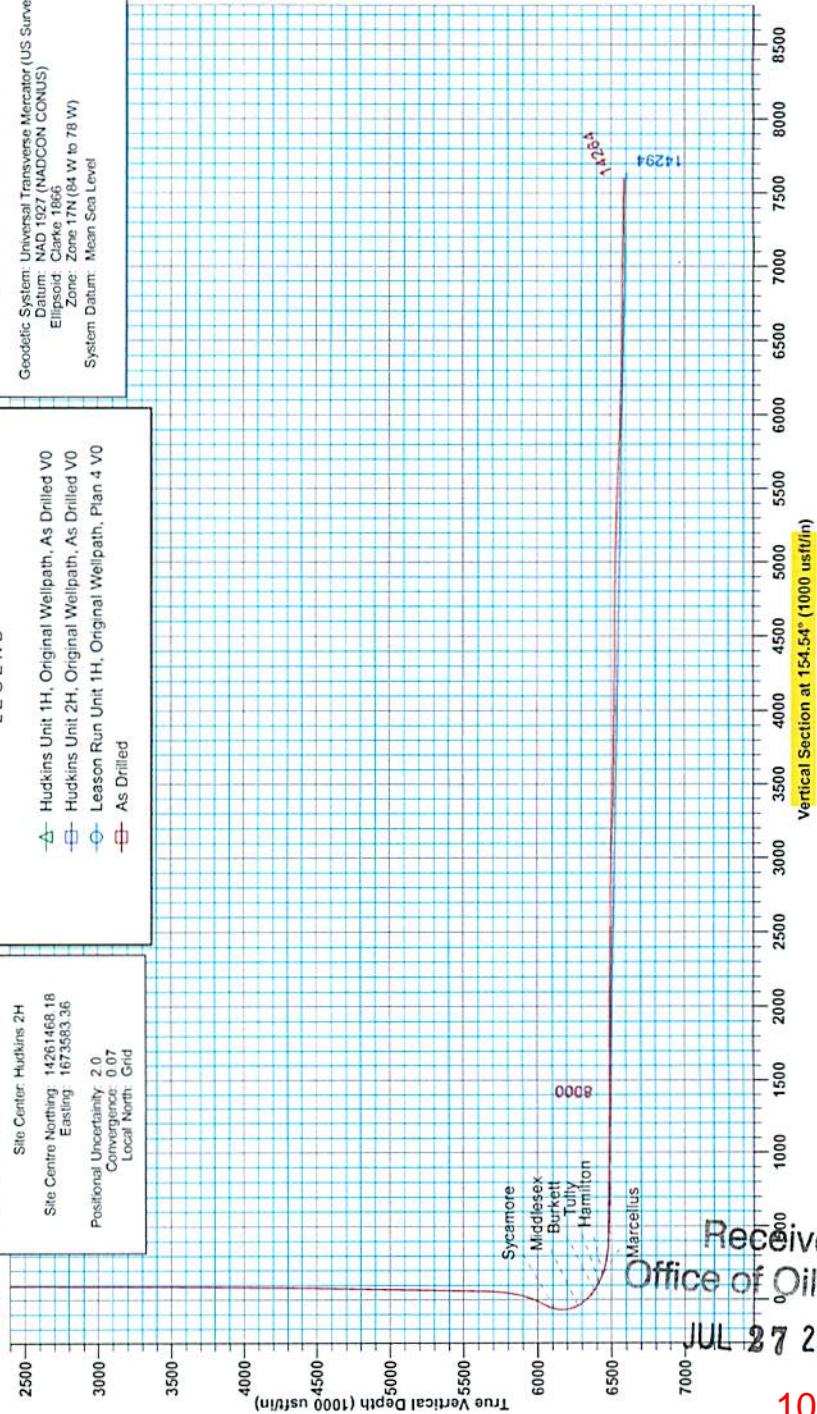 Geodetic System: Universal Transverse Mercator (US Surve
Datum: NAD 1927 (NADCON CONUS)
Ellipsoid: Clarke 1866
Zone: Zone 17N (84 W to 78 W)
System Datum: Mean Sea Level
Hudkins Unit 1H, Original Wellpath, As Drilled V0
Hudkins Unit 2H, Original Wellpath, As Drilled V0
Leason Run Unit 1H, Original Wellpath, Plan 4 V0
As Drilled
Site Center: Hudkins 2H
Site Centre Northing: 14261468.18
Easting: 1673583.36
Positional Uncertainity: 2.0
Convergence: 0.07
Local North: Grid
True Vertical Depth (1000 usft/in)
2500
3000
3500
4000
4500
5000
5500
6000
6500
7000
Sycamore
Middlesex
Burkett
Tully
Hamilton
Marcellus
8000
14264
14294
0
500
1000
1500
2000
2500
3000
3500
4000
4500
5000
5500
6000
6500
7000
7500
8000
8500
Vertical Section at 154.54° (1000 usft/in)
Receive
Office of Oil
JUL 27 2
10